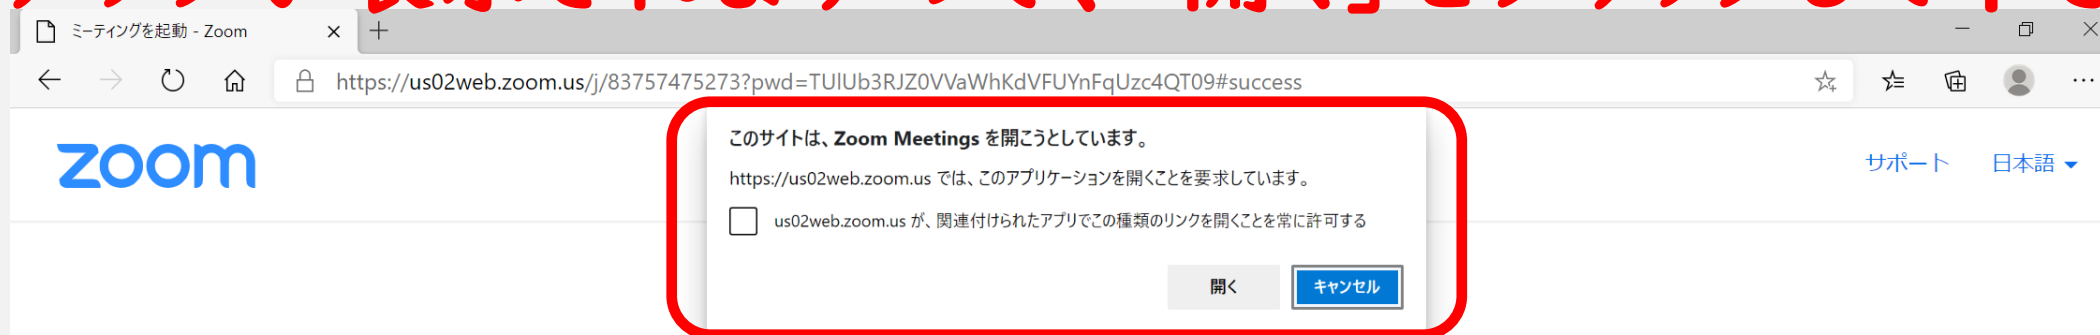 ミーティングを起動 - Zoom
https://us02web.zoom.us/j/83757475273?pwd=TUlUb3RJZ0VVaWhKdVFUYnFqUzc4QT09#success
zoom
サポート 日本語
このサイトは、Zoom Meetings を開こうとしています。
https://us02web.zoom.us では、このアプリケーションを開くことを要求しています。
us02web.zoom.us が、関連付けられたアプリでこの種類のリンクを開くことを常に許可する
開く キャンセル